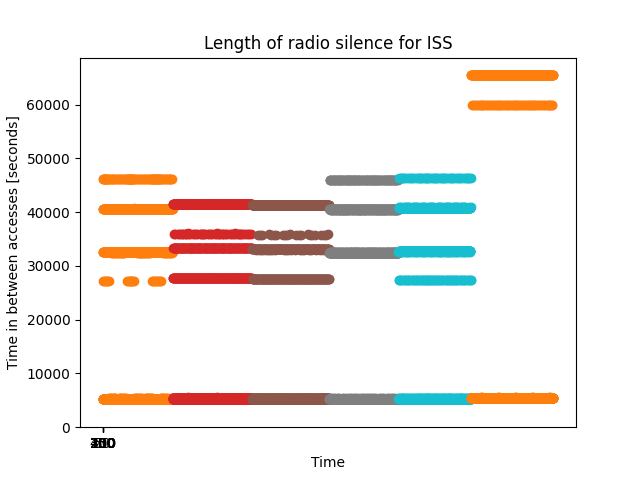 Length of radio silence for ISS
Time in between accesses [seconds]
60000
50000
40000
30000
20000
10000
0
Time